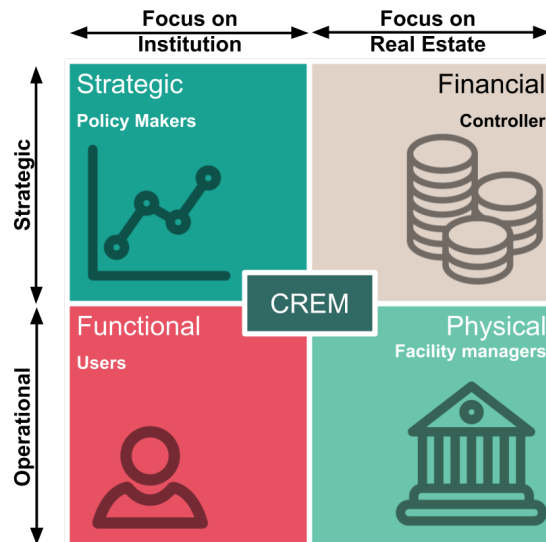 Focus on
Institution
Focus on
Real Estate
Strategic
Operational
Strategic
Policy Makers
Financial
Controller
CREM
Functional
Users
Physical
Facility managers